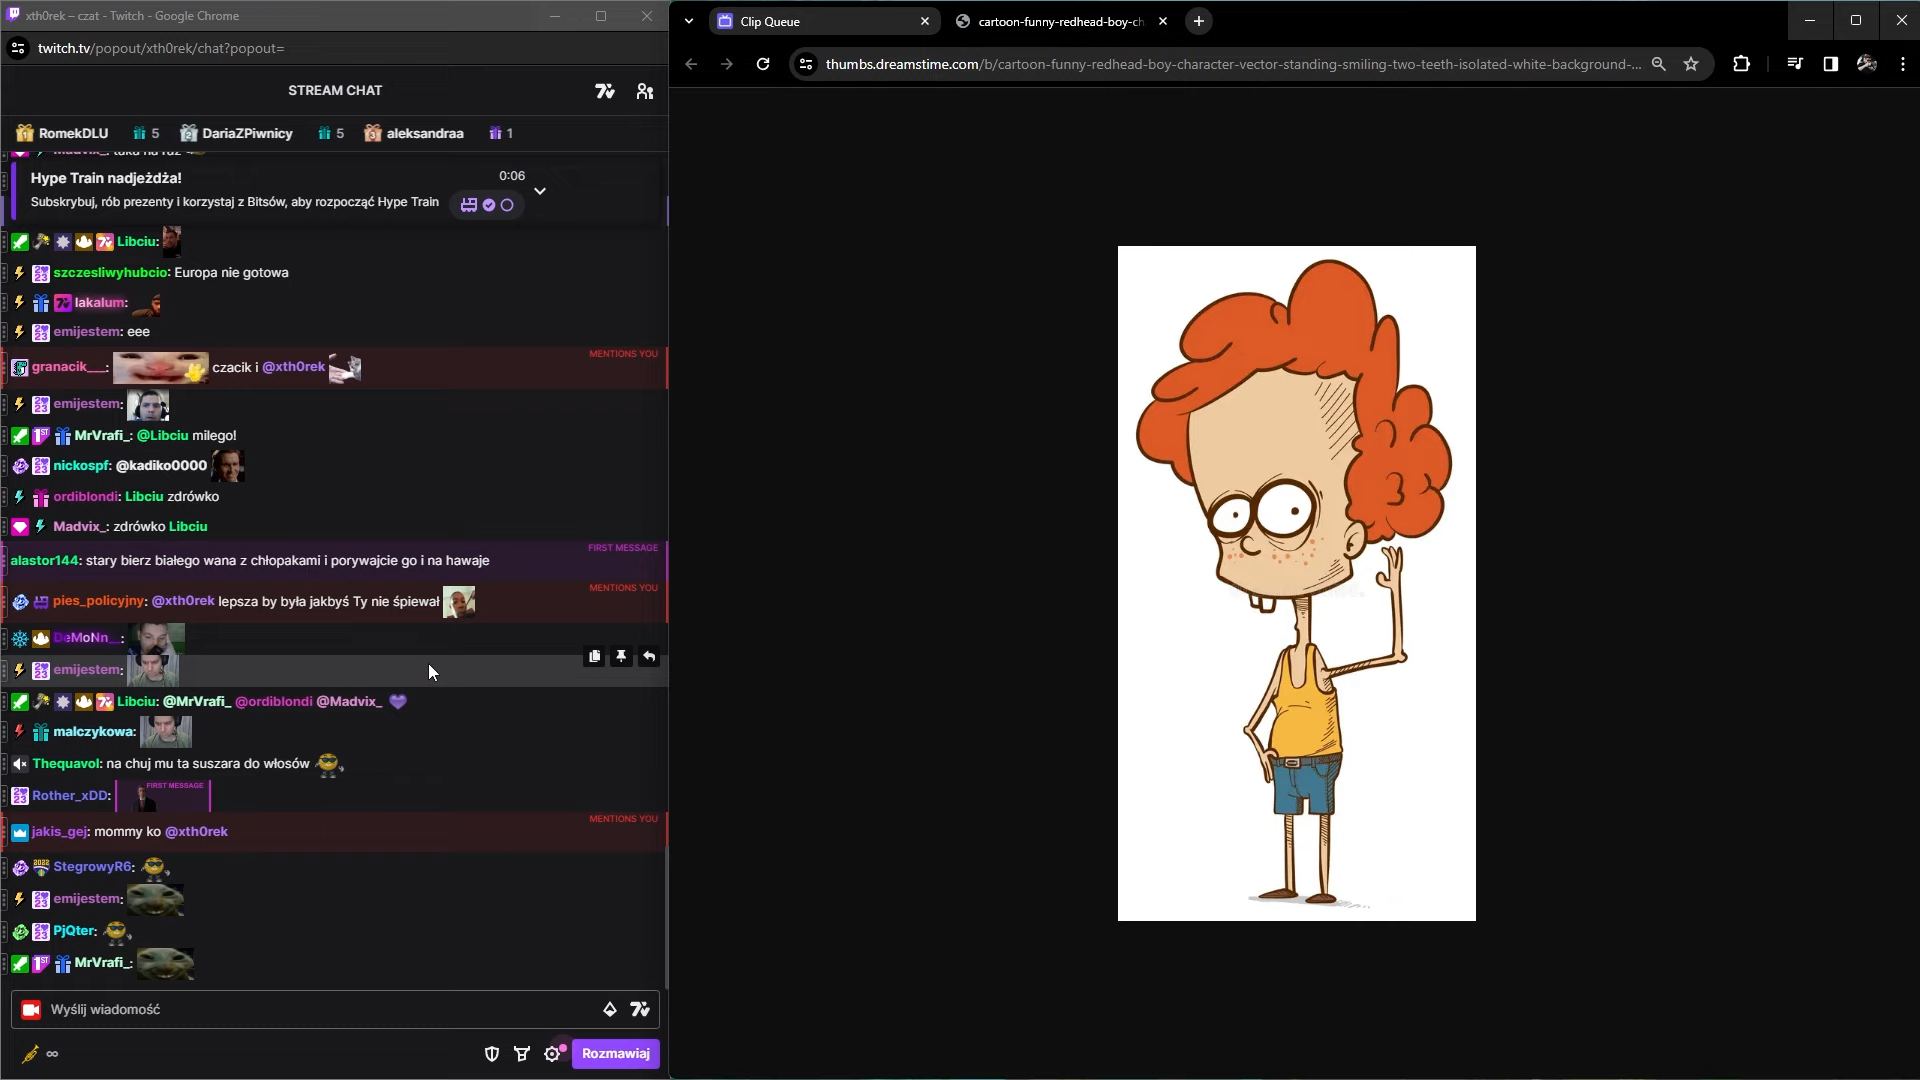 xth0rek – czat - Twitch - Google Chrome
twitch.tv/popout/xth0rek/chat?popout=
STREAM CHAT
RomekDLU 5 DariaZPiwnicy 5 aleksandraa 1
Hype Train nadjeżdża!
0:06
Subskrybuj, rób prezenty i korzystaj z Bitsów, aby rozpocząć Hype Train
Libciu:
szczesliwyhubcio: Europa nie gotowa
lakalum:
emijestem: eee
MENTIONS YOU
granacik___: czacik i @xth0rek
emijestem:
MrVrafi_: @Libciu milego!
nickospf: @kadiko0000
ordiblondi: Libciu zdrówko
Madvix_: zdrówko Libciu
FIRST MESSAGE
alastor144: stary bierz białego wana z chłopakami i porywajcie go i na hawaje
MENTIONS YOU
pies_policyjny: @xth0rek lepsza by była jakbyś Ty nie śpiewał
DeMoNn__:
emijestem:
Libciu: @MrVrafi_ @ordiblondi @Madvix_
malczykowa:
Thequavol: na chuj mu ta suszara do włosów
Rother_xDD: FIRST MESSAGE
MENTIONS YOU
jakis_gej: mommy ko @xth0rek
StegrowyR6:
emijestem:
PjQter:
MrVrafi_:
Wyślij wiadomość
Rozmawiaj
Clip Queue
cartoon-funny-redhead-boy-ch
thumbs.dreamstime.com/b/cartoon-funny-redhead-boy-character-vector-standing-smiling-two-teeth-isolated-white-background-...